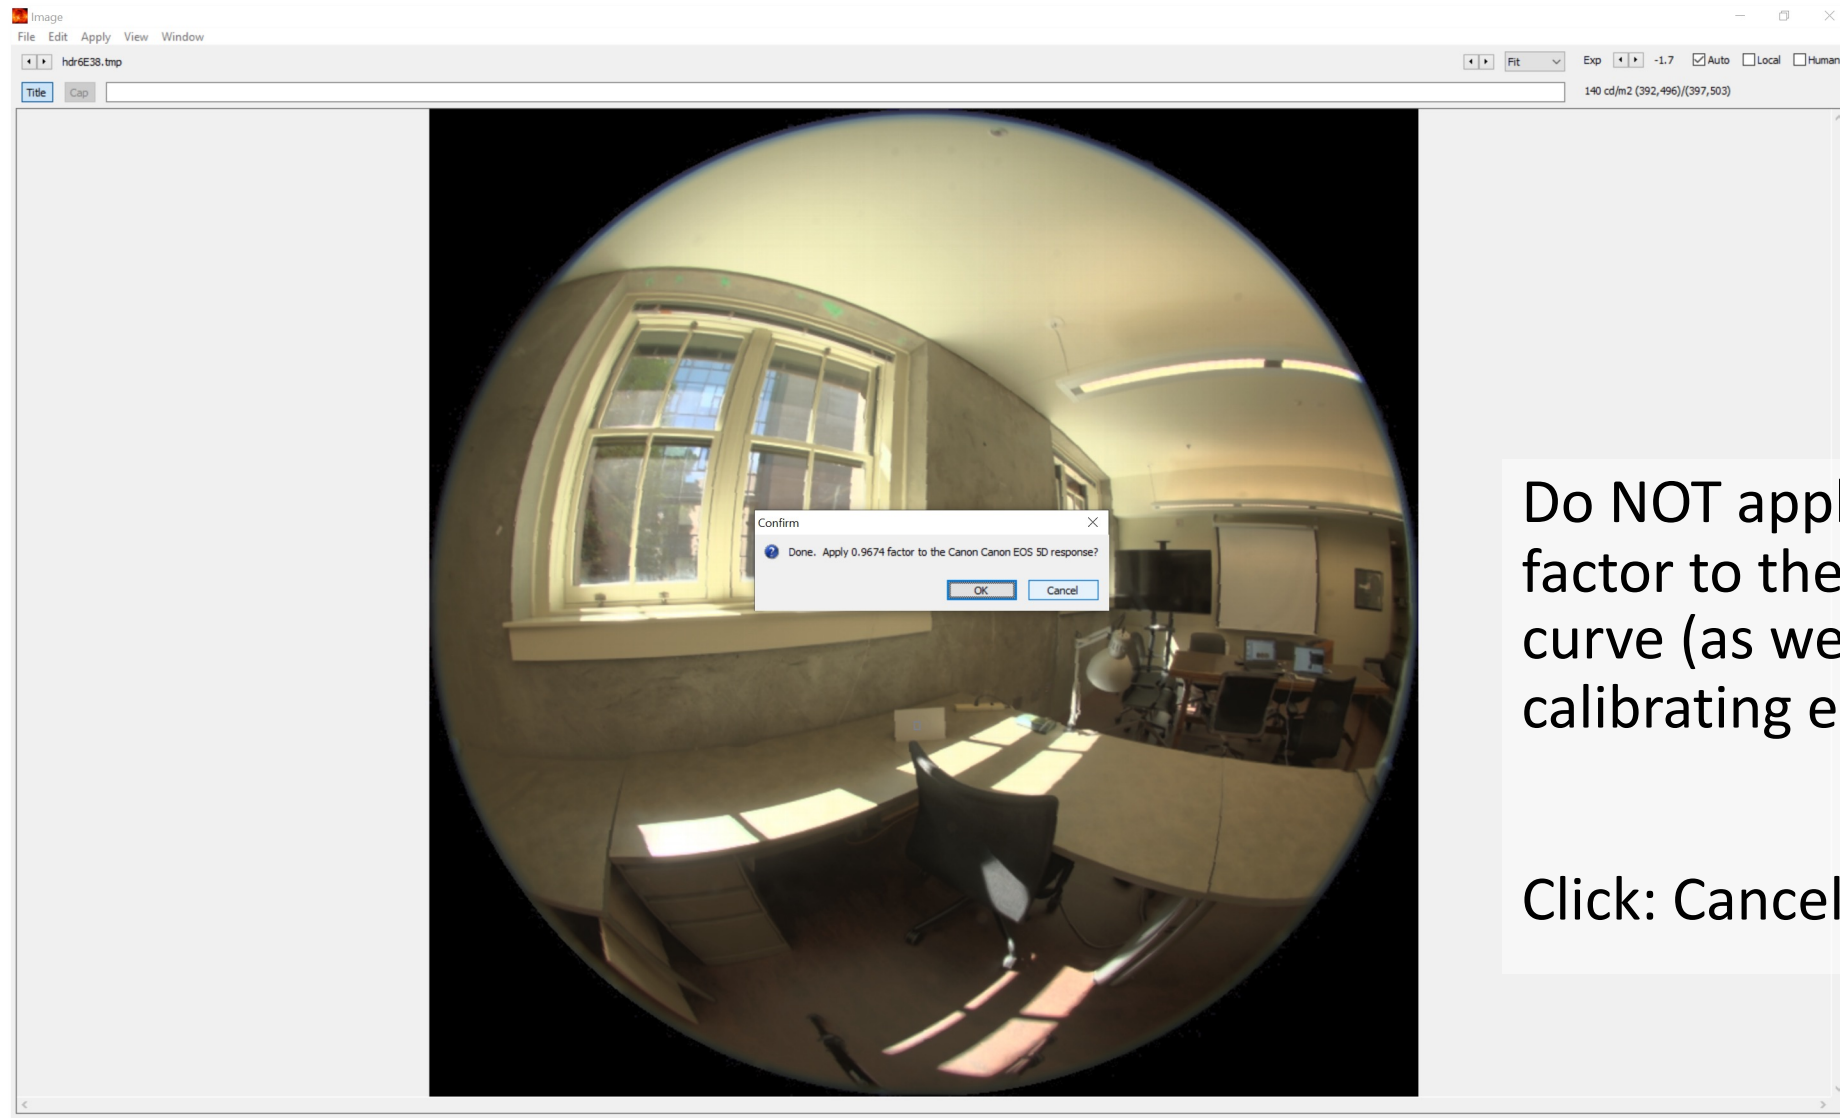 Image
File Edit Apply View Window
hdr6E38.tmp
Fit
Exp -1.7 Auto Local Human
Title Cap
140 cd/m2 (392,496)/(397,503)
Confirm
Done. Apply 0.9674 factor to the Canon Canon EOS 5D response?
OK Cancel
Do NOT appl
factor to the
curve (as we
calibrating e
Click: Cancel